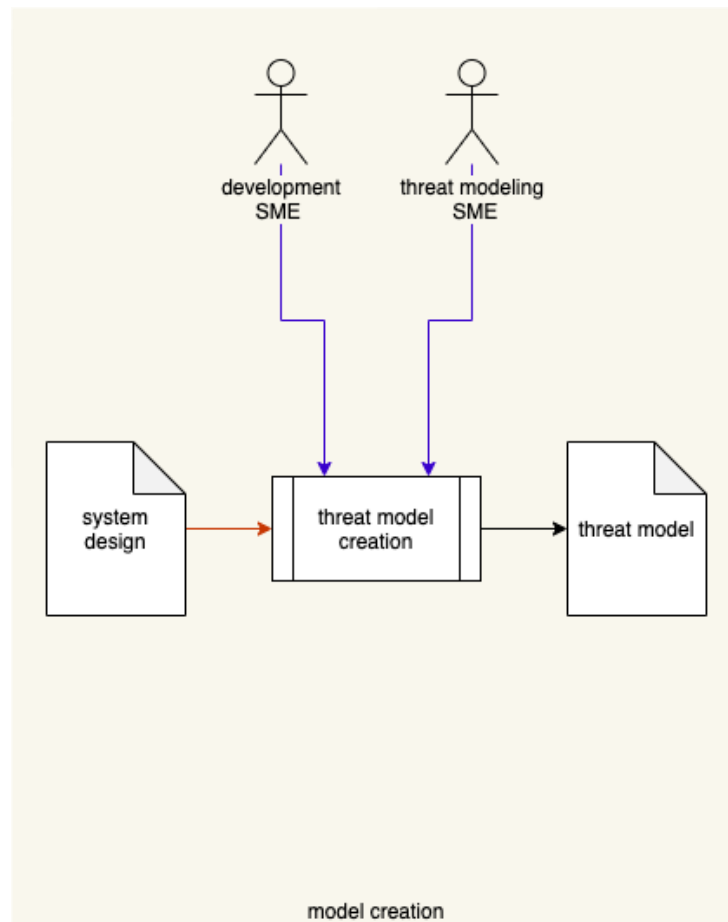 development
SME
threat modeling
SME
system
design
threat model
creation
threat model
model creation